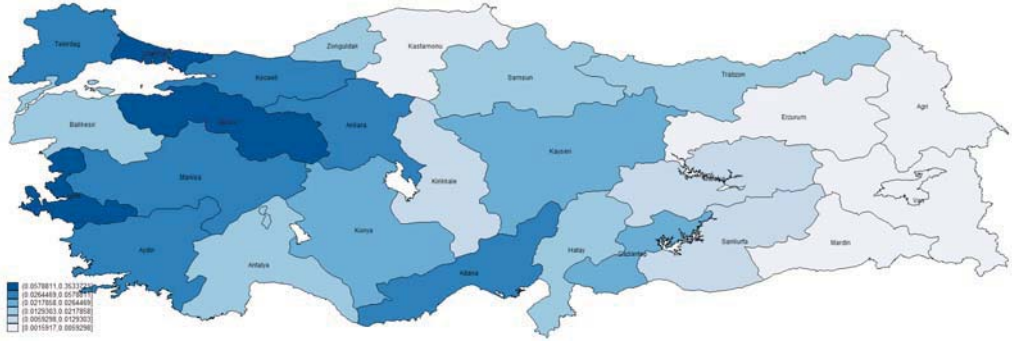 Tekirdag
Zonguldak
Kastamonu
Kocaeli
Samsun
Trabzon
Agri
Balikesir
Ankara
Erzurum
Kayseri
Manisa
Kirikkale
Van
Aydin
Konya
Antalya
Adana
Hatay
Gaziantep
Sanliurfa
Mardin
(0.0264469,0.0578811]
(0.0217858,0.0264469]
(0.0129303,0.0217858]
(0.0059298,0.0129303]
[0.0015917,0.0059298]